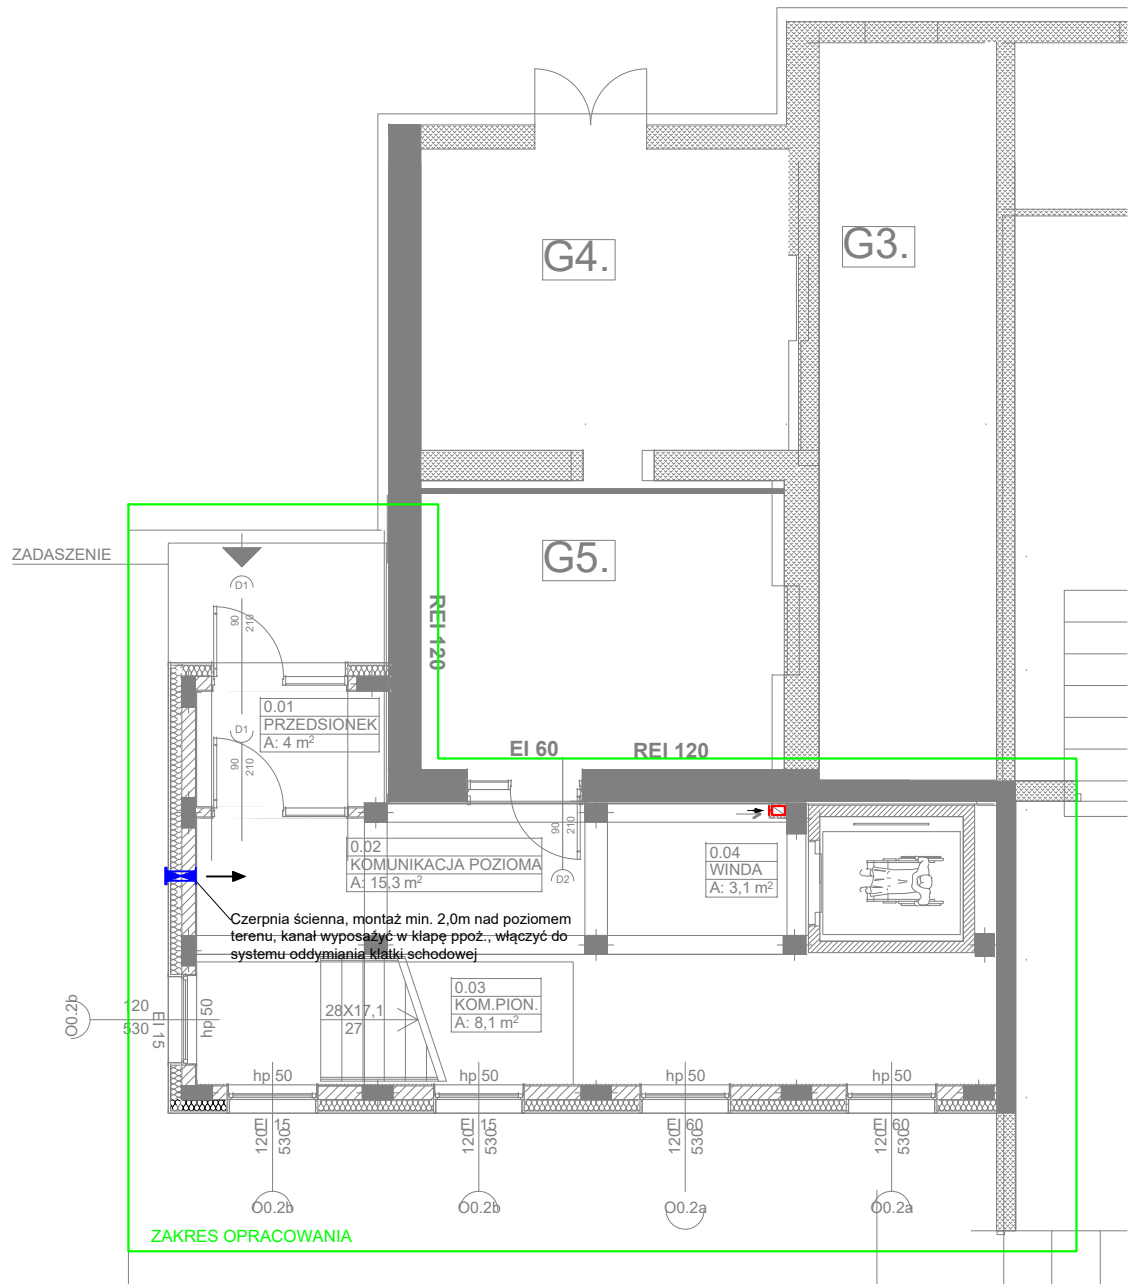 G4.
G3.
G5.
ZADASZENIE
D1
90
210
REI 120
0.01
PRZEDSIONEK
A: 4 m²
D1
90
210
EI 60
REI 120
90
210
D2
0.02
KOMUNIKACJA POZIOMA
A: 15,3 m²
0.04
WINDA
A: 3,1 m²
Czerpnia ścienna, montaż min. 2,0m nad poziomem
terenu, kanał wyposażyć w klapę ppoż., włączyć do
systemu oddymiania klatki schodowej
0.03
KOM.PION.
A: 8,1 m²
28X17,1
27
O0.2b
120
530
EI 15
hp 50
hp 50
hp 50
hp 50
hp 50
EI 15
120
530
EI 15
120
530
EI 60
120
530
EI 60
120
530
O0.2b
O0.2b
O0.2a
O0.2a
ZAKRES OPRACOWANIA